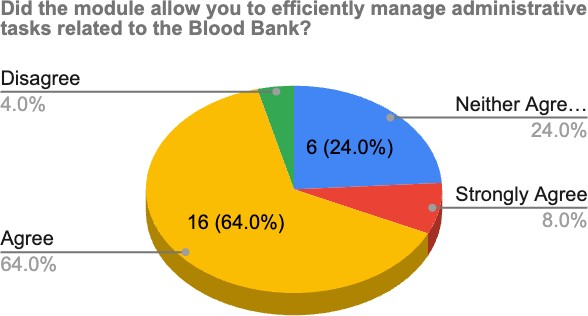 Did the module allow you to efficiently manage administrative
tasks related to the Blood Bank?
Disagree
4.0%
Neither Agre…
24.0%
6 (24.0%)
Strongly Agree
8.0%
16 (64.0%)
Agree
64.0%